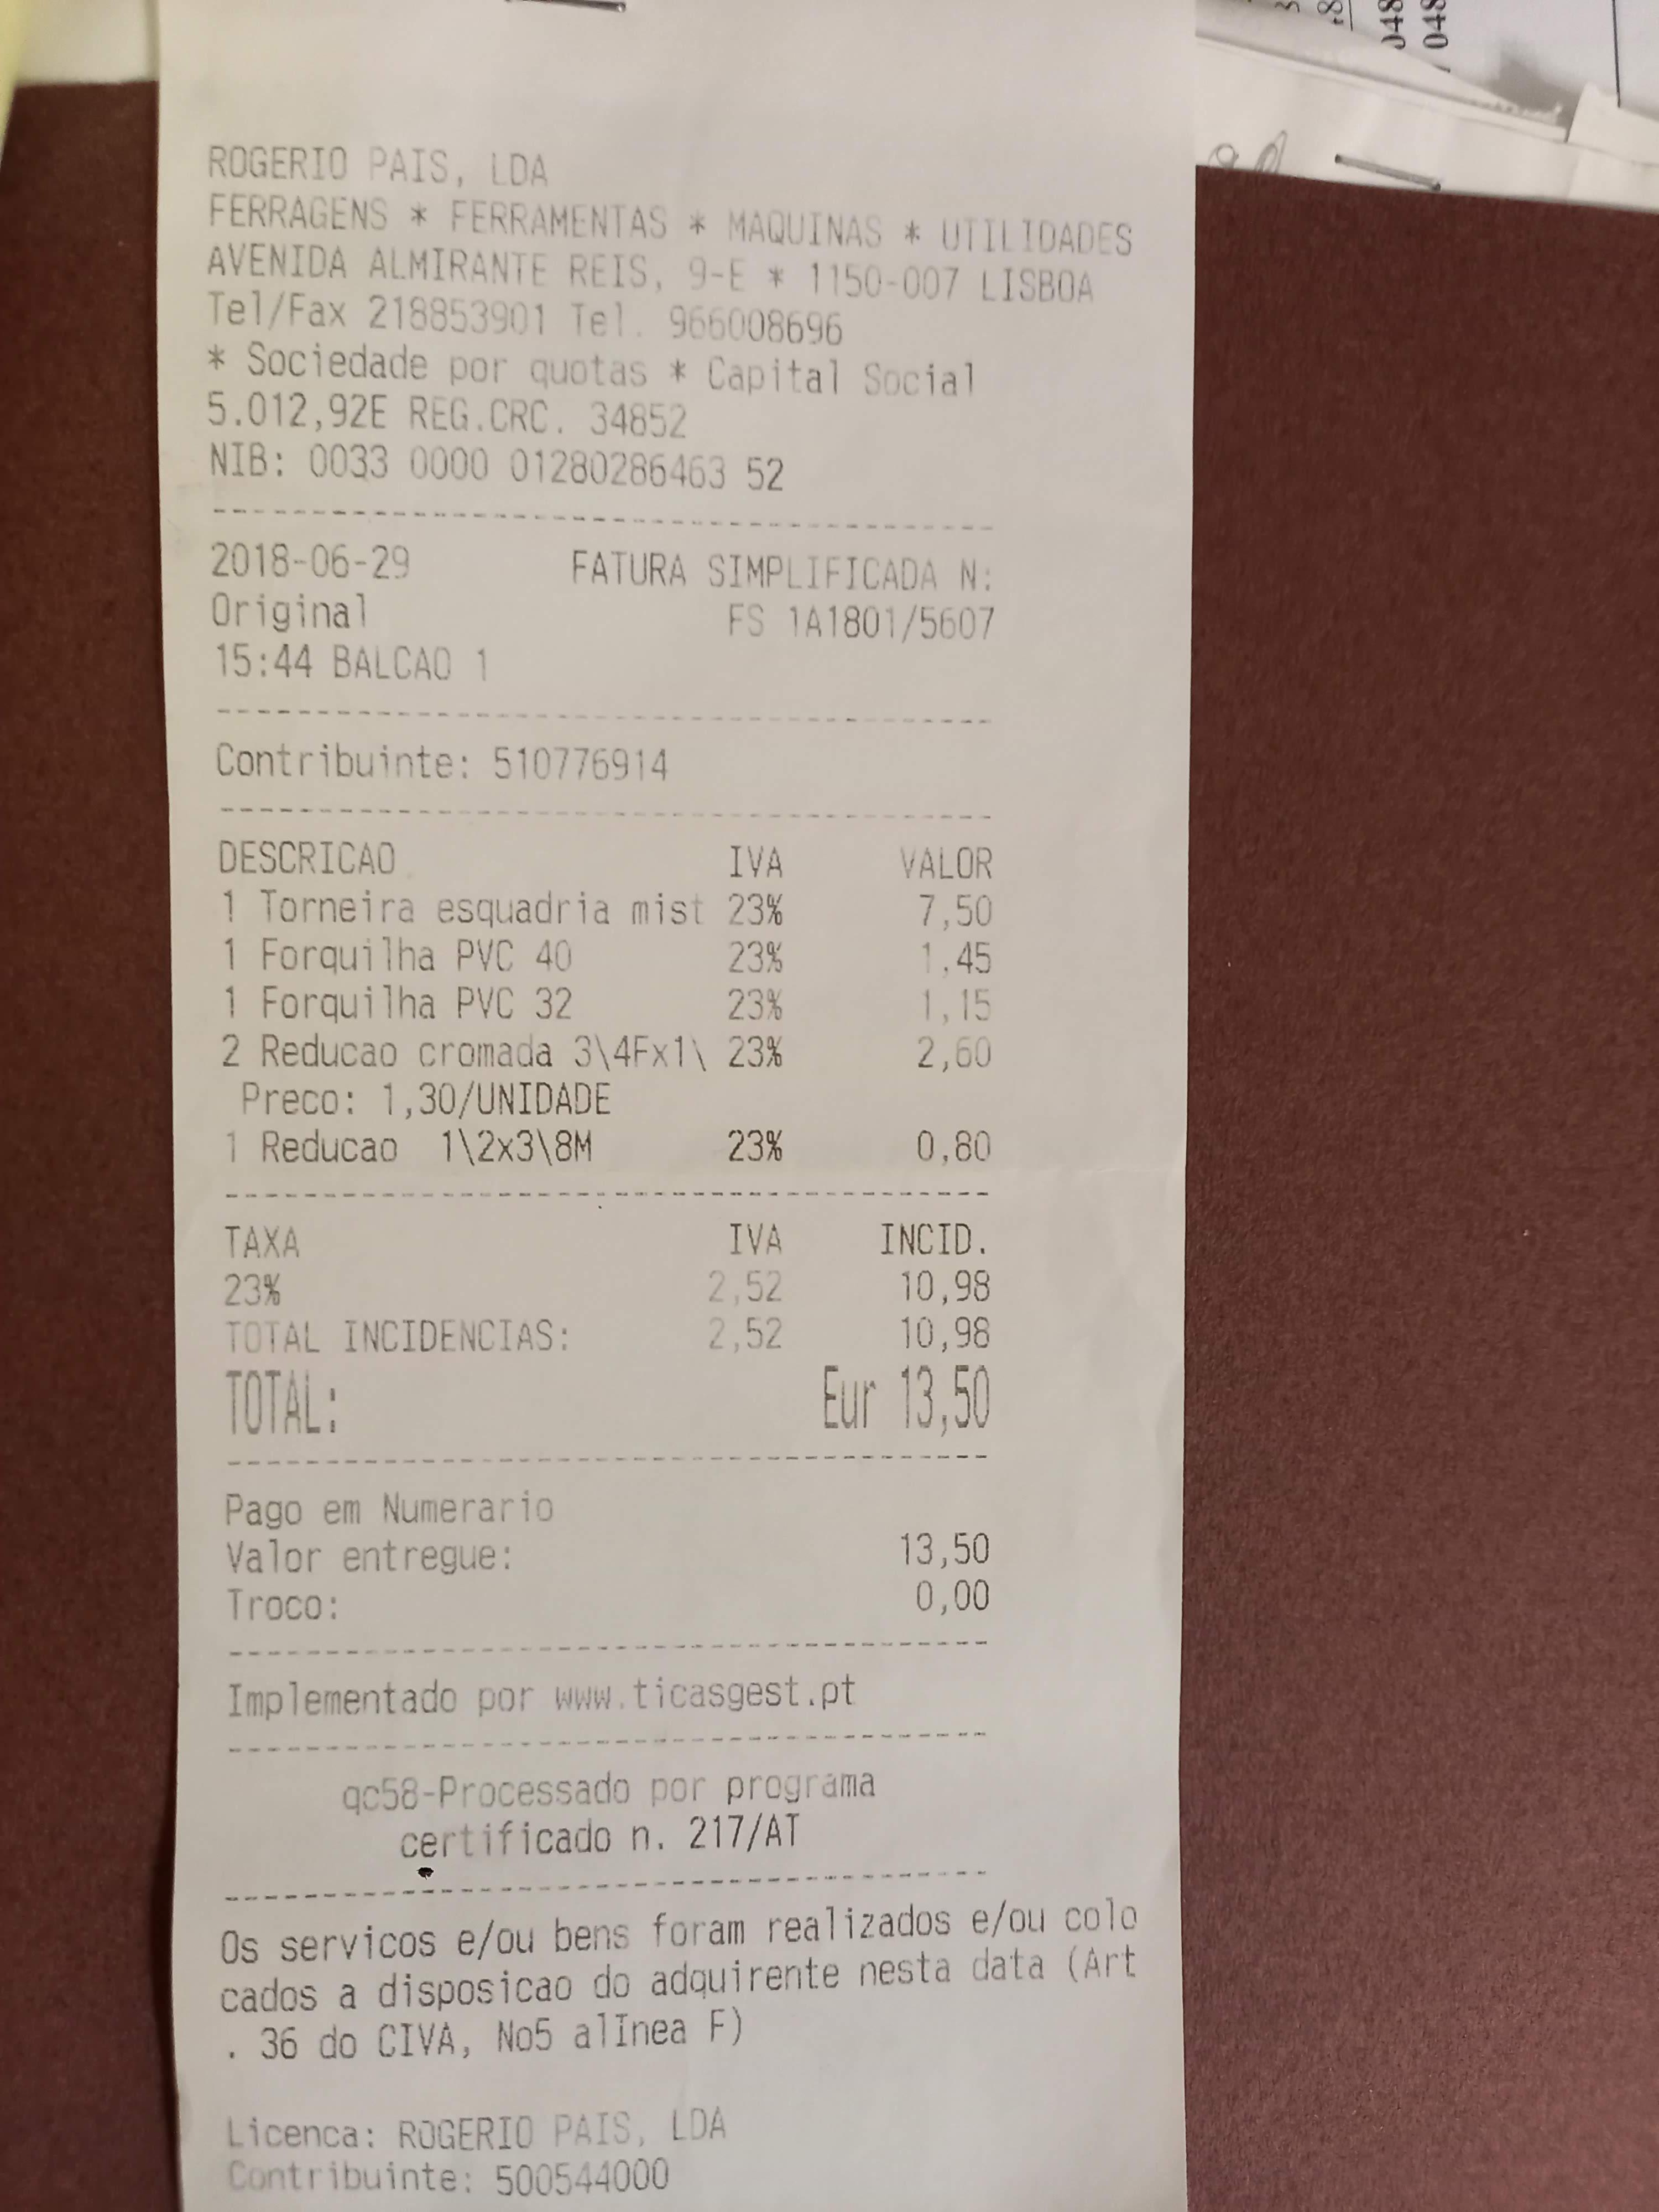 ROGERIO PAIS, LDA
FERRAGENS * FERRAMENTAS * MAQUINAS * UTILIDADES
AVENIDA ALMIRANTE REIS, 9-E * 1150-007 LISBOA
Tel/Fax 218853901 Tel. 966008696
* Sociedade por quotas * Capital Social
5.012,92E REG.CRC. 34852
NIB: 0033 0000 01280286463 52
2018-06-29 FATURA SIMPLIFICADA N:
Original FS 1A1801/5607
15:44 BALCAO 1
Contribuinte: 510776914
DESCRICAO IVA VALOR
1 Torneira esquadria mist 23% 7,50
1 Forquilha PVC 40 23% 1,45
1 Forquilha PVC 32 23% 1,15
2 Reducao cromada 3\4Fx1\ 23% 2,60
Preco: 1,30/UNIDADE
1 Reducao 1\2x3\8M 23% 0,80
TAXA IVA INCID.
23% 2,52 10,98
TOTAL INCIDENCIAS: 2,52 10,98
TOTAL: Eur 13,50
Pago em Numerario
Valor entregue: 13,50
Troco: 0,00
Implementado por www.ticasgest.pt
qc58-Processado por programa
certificado n. 217/AT
Os servicos e/ou bens foram realizados e/ou colo
cados a disposicao do adquirente nesta data (Art
. 36 do CIVA, No5 alInea F)
Licenca: ROGERIO PAIS, LDA
Contribuinte: 500544000